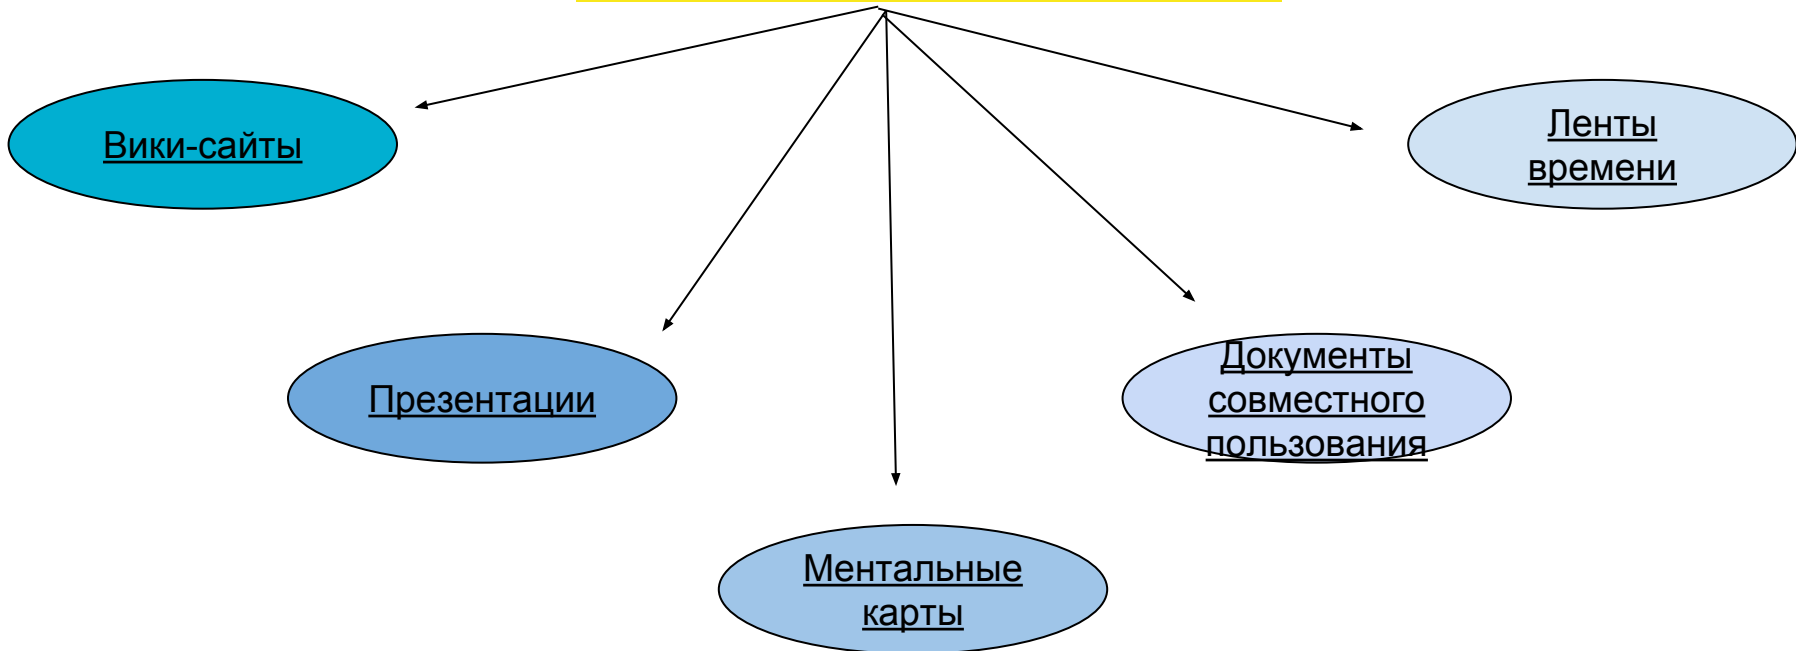 Вики-сайты
Ленты
времени
Презентации
Документы
совместного
пользования
Ментальные
карты